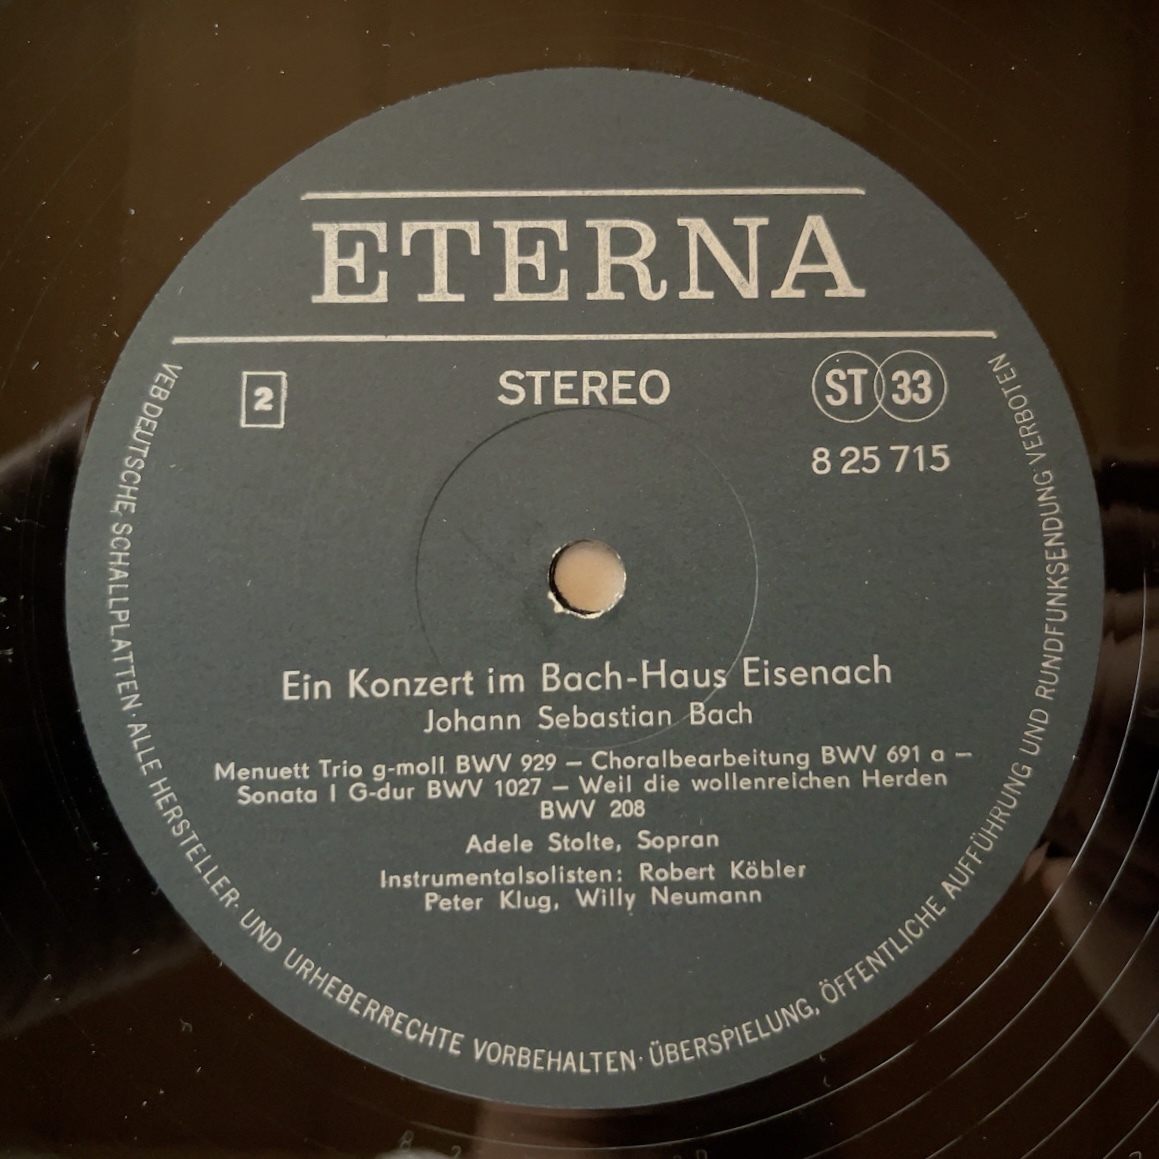 ETERNA
2
STEREO
ST 33
8 25 715
Ein Konzert im Bach-Haus Eisenach
Johann Sebastian Bach
Menuett Trio g-moll BWV 929 – Choralbearbeitung BWV 691 a –
Sonata I G-dur BWV 1027 – Weil die wollenreichen Herden
BWV 208
Adele Stolte, Sopran
Instrumentalsolisten: Robert Köbler
Peter Klug, Willy Neumann
VEB DEUTSCHE SCHALLPLATTEN · ALLE HERSTELLER- UND URHEBERRECHTE VORBEHALTEN · ÜBERSPIELUNG, ÖFFENTLICHE AUFFÜHRUNG UND RUNDFUNKSENDUNG VERBOTEN